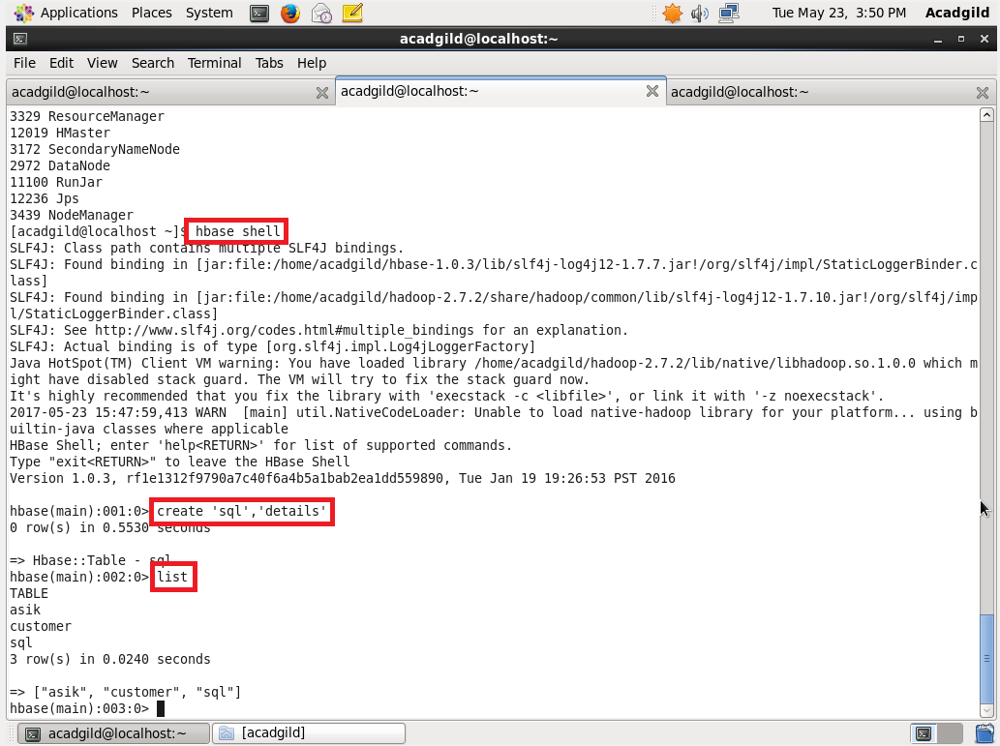 Applications Places System Tue May 23, 3:50 PM Acadgild
acadgild@localhost:~
File Edit View Search Terminal Tabs Help
acadgild@localhost:~ acadgild@localhost:~ acadgild@localhost:~
3329 ResourceManager
12019 HMaster
3172 SecondaryNameNode
2972 DataNode
11100 RunJar
12236 Jps
3439 NodeManager
[acadgild@localhost ~]$ hbase shell
SLF4J: Class path contains multiple SLF4J bindings.
SLF4J: Found binding in [jar:file:/home/acadgild/hbase-1.0.3/lib/slf4j-log4j12-1.7.7.jar!/org/slf4j/impl/StaticLoggerBinder.c
lass]
SLF4J: Found binding in [jar:file:/home/acadgild/hadoop-2.7.2/share/hadoop/common/lib/slf4j-log4j12-1.7.10.jar!/org/slf4j/imp
l/StaticLoggerBinder.class]
SLF4J: See http://www.slf4j.org/codes.html#multiple_bindings for an explanation.
SLF4J: Actual binding is of type [org.slf4j.impl.Log4jLoggerFactory]
Java HotSpot(TM) Client VM warning: You have loaded library /home/acadgild/hadoop-2.7.2/lib/native/libhadoop.so.1.0.0 which m
ight have disabled stack guard. The VM will try to fix the stack guard now.
It's highly recommended that you fix the library with 'execstack -c <libfile>', or link it with '-z noexecstack'.
2017-05-23 15:47:59,413 WARN  [main] util.NativeCodeLoader: Unable to load native-hadoop library for your platform... using b
uiltin-java classes where applicable
HBase Shell; enter 'help<RETURN>' for list of supported commands.
Type "exit<RETURN>" to leave the HBase Shell
Version 1.0.3, rf1e1312f9790a7c40f6a4b5a1bab2ea1dd559890, Tue Jan 19 19:26:53 PST 2016
hbase(main):001:0> create 'sql','details'
0 row(s) in 0.5530 seconds
=> Hbase::Table - sql
hbase(main):002:0> list
TABLE
asik
customer
sql
3 row(s) in 0.0240 seconds
=> ["asik", "customer", "sql"]
hbase(main):003:0>
acadgild@localhost:~ [acadgild]